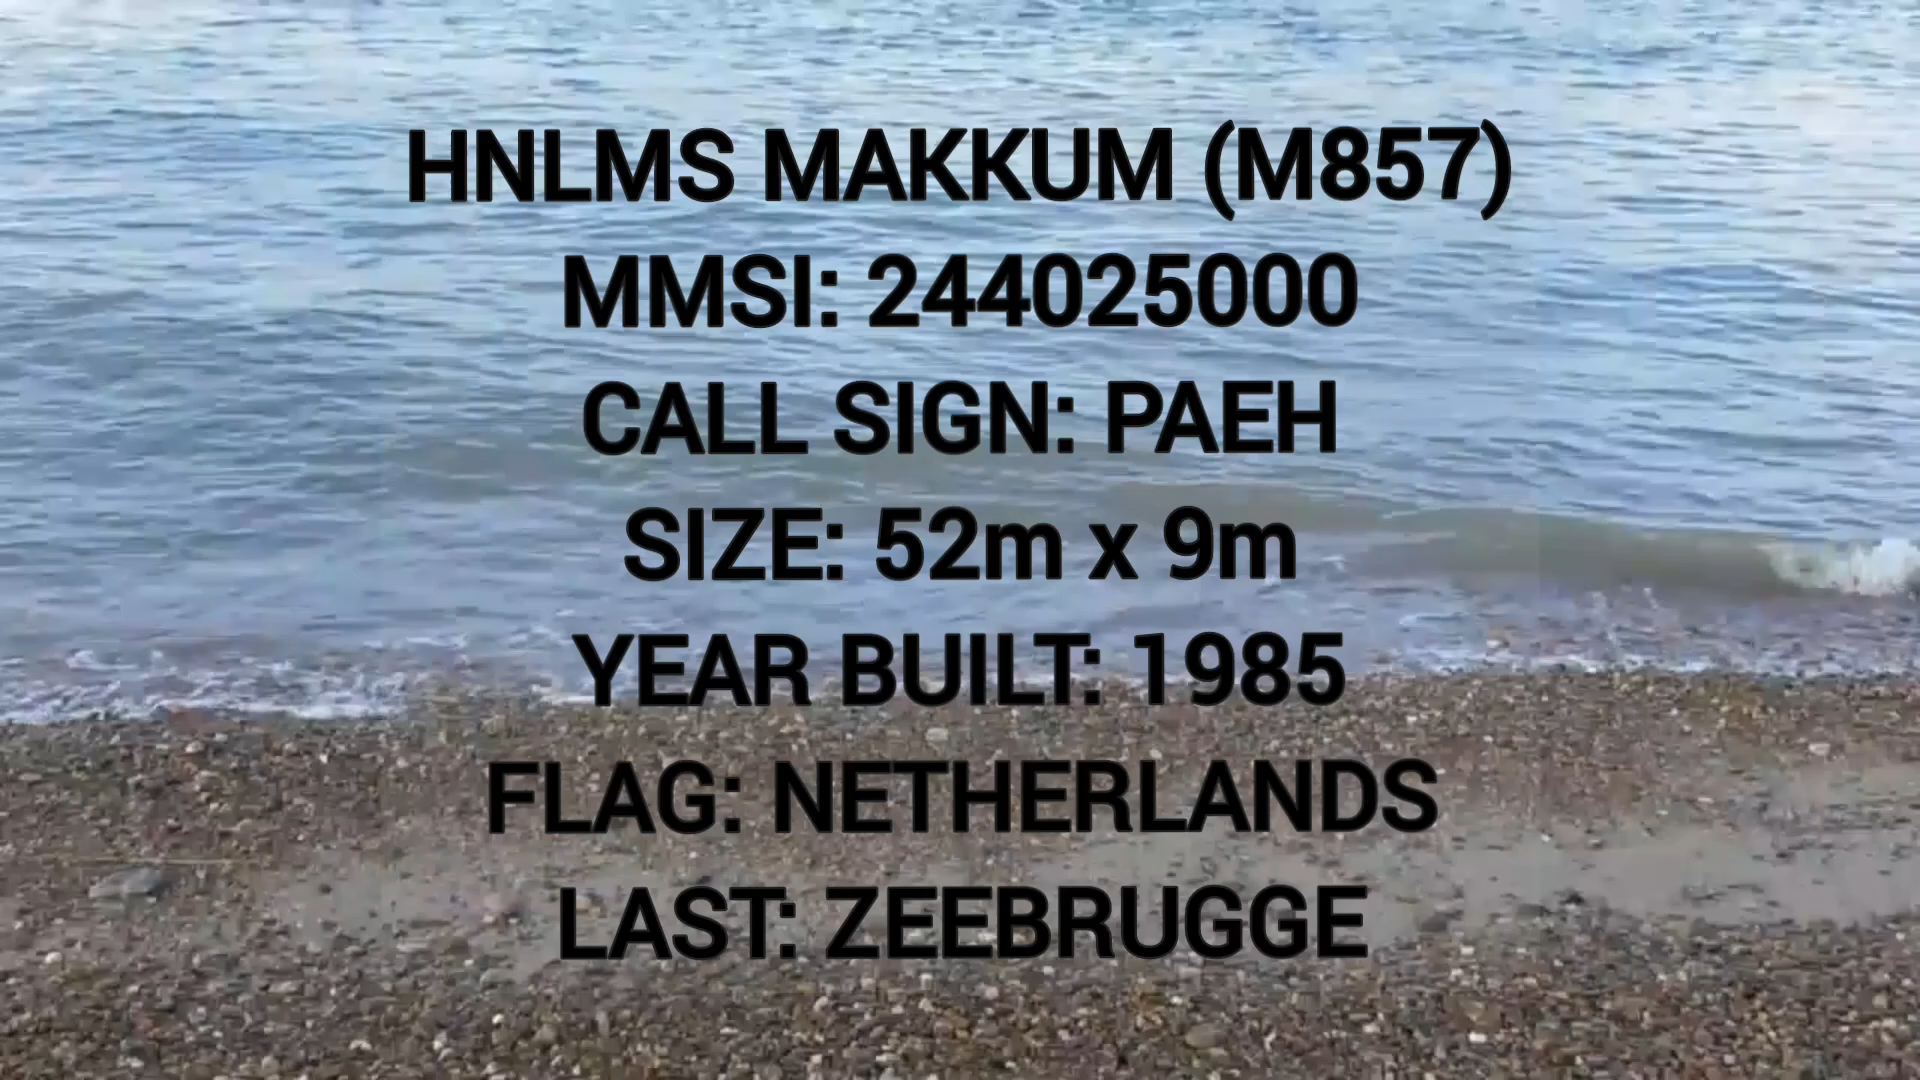 HNLMS MAKKUM (M857)
MMSI: 244025000
CALL SIGN: PAEH
SIZE: 52m x 9m
YEAR BUILT: 1985
FLAG: NETHERLANDS
LAST: ZEEBRUGGE